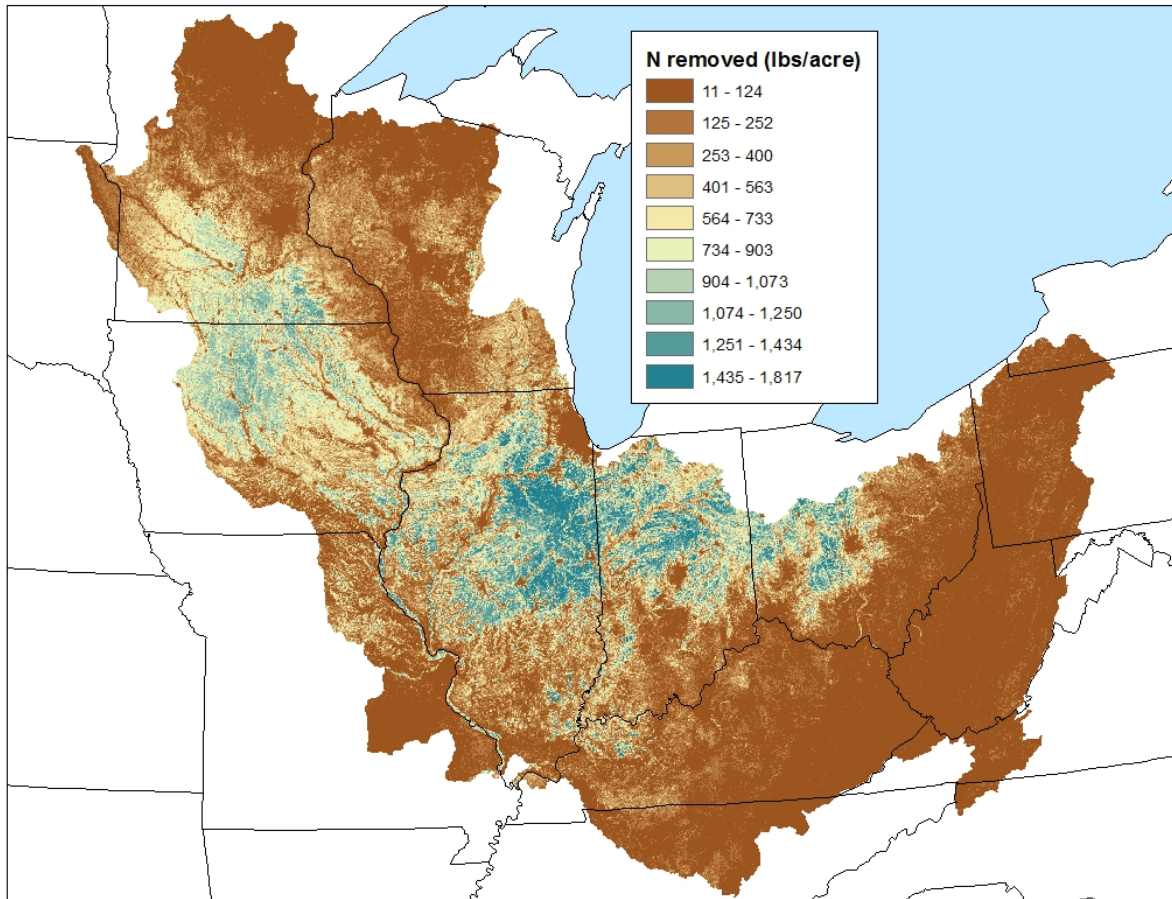 N removed (lbs/acre)
11 - 124
125 - 252
253 - 400
401 - 563
564 - 733
734 - 903
904 - 1,073
1,074 - 1,250
1,251 - 1,434
1,435 - 1,817